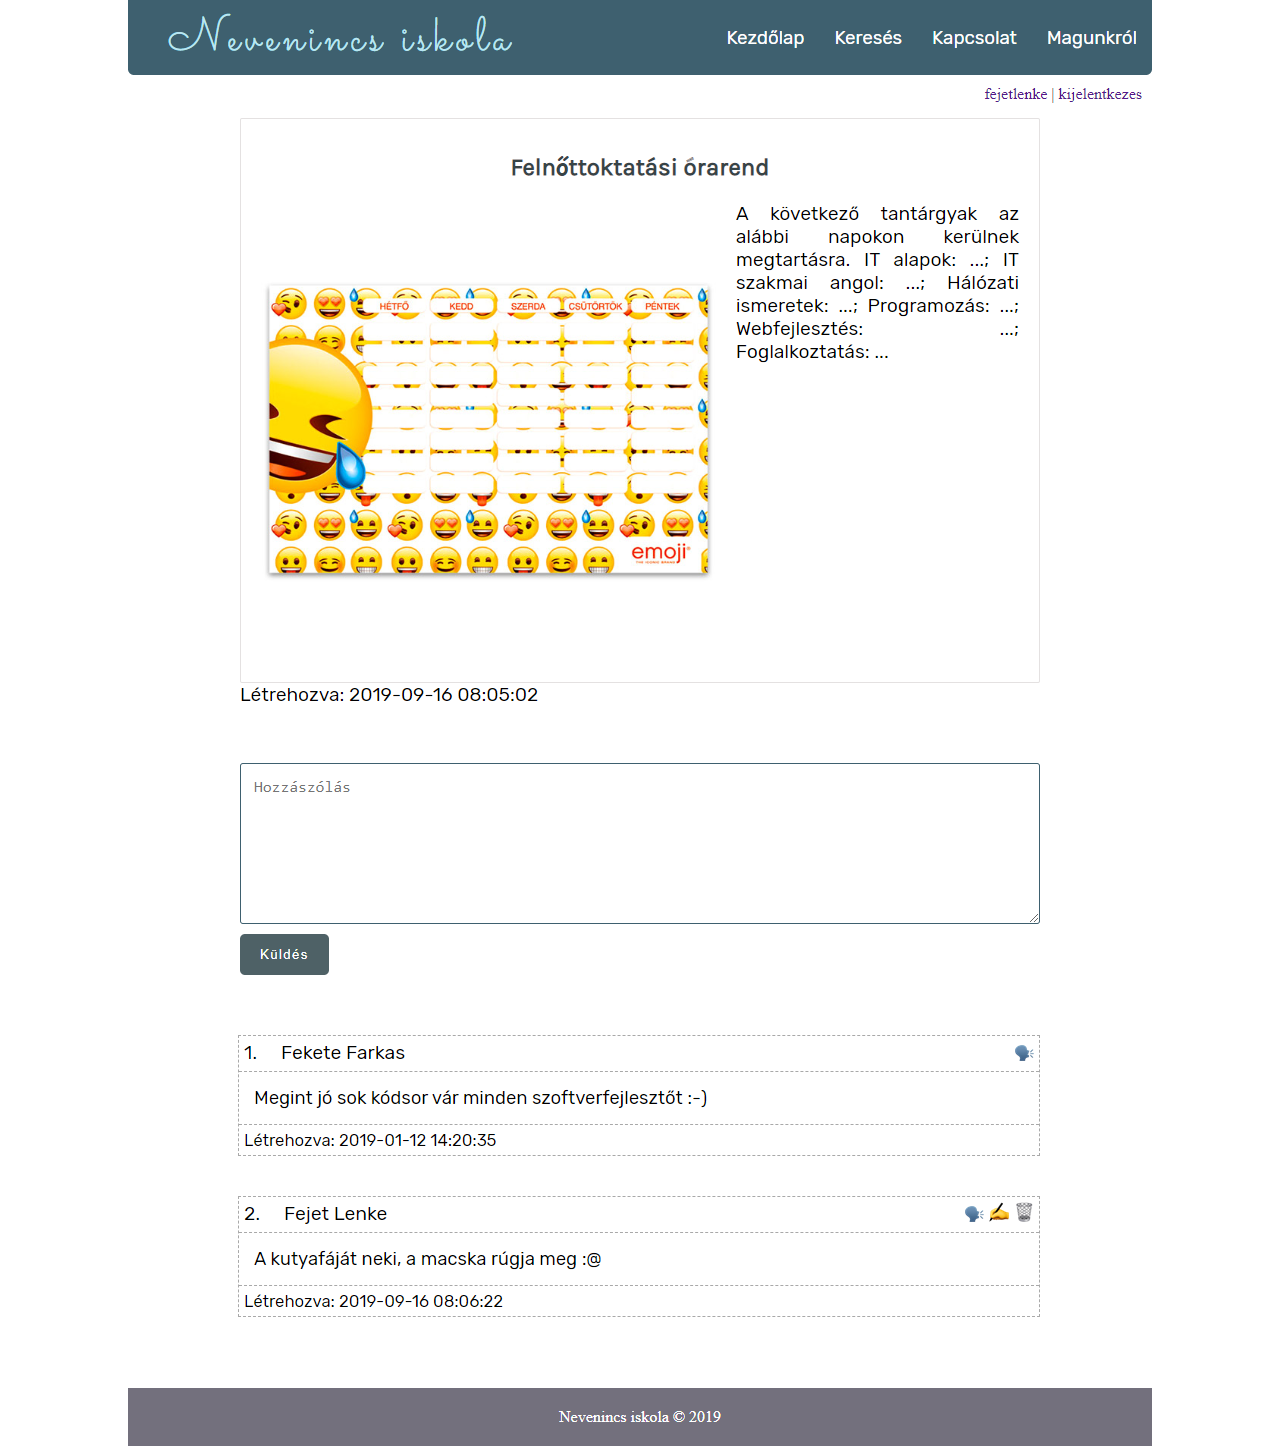 Nevenincs iskola
Kezdőlap Keresés Kapcsolat Magunkról
fejetlenke | kijelentkezes
Felnőttoktatási órarend
HÉTFŐ KEDD SZERDA CSÜTÖRTÖK PÉNTEK
emoji®
A következő tantárgyak az
alábbi napokon kerülnek
megtartásra. IT alapok: ...; IT
szakmai angol: ...; Hálózati
ismeretek: ...; Programozás: ...;
Webfejlesztés: ...;
Foglalkoztatás: ...
Létrehozva: 2019-09-16 08:05:02
Hozzászólás
Küldés
1. Fekete Farkas
Megint jó sok kódsor vár minden szoftverfejlesztőt :-)
Létrehozva: 2019-01-12 14:20:35
2. Fejet Lenke
A kutyafáját neki, a macska rúgja meg :@
Létrehozva: 2019-09-16 08:06:22
Nevenincs iskola © 2019